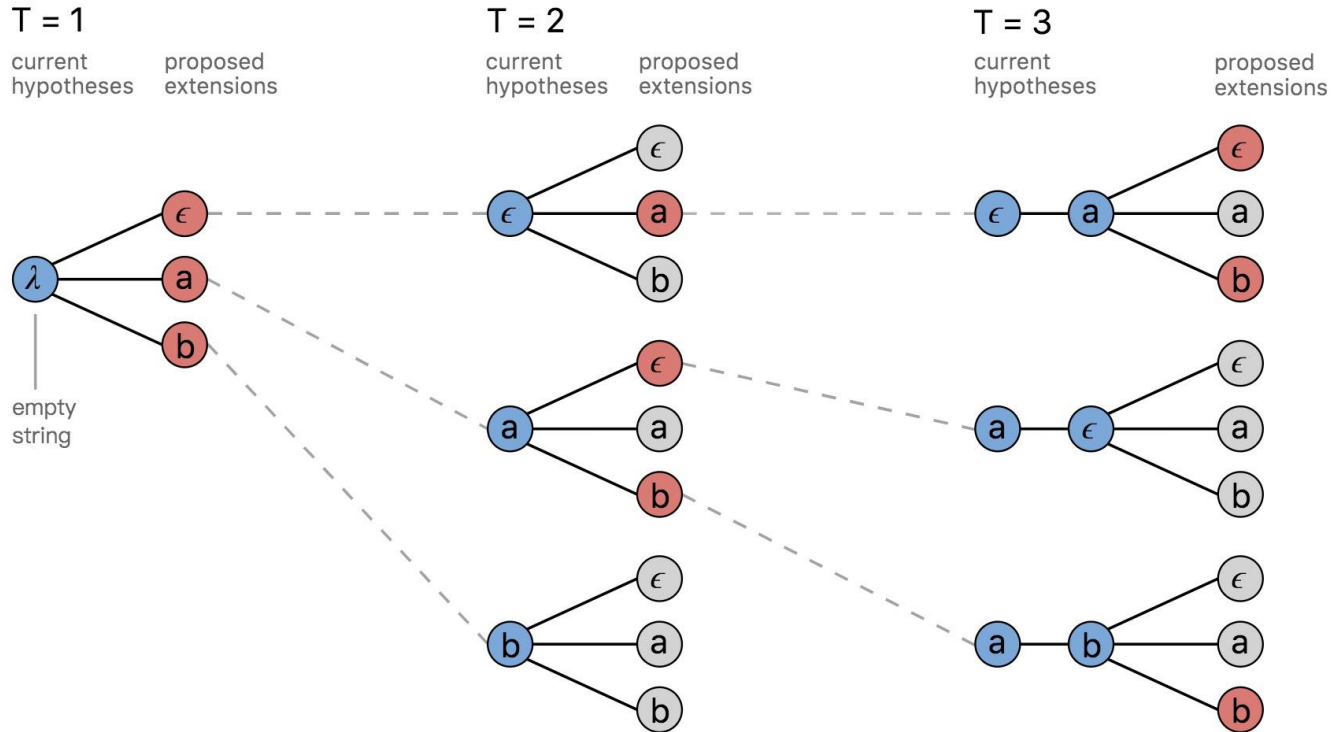 T = 1
T = 2
T = 3
current hypotheses
proposed extensions
current hypotheses
proposed extensions
current hypotheses
proposed extensions
ϵ
ϵ
ϵ
ϵ
a
ϵ
a
a
λ
a
b
b
b
ϵ
ϵ
a
a
a
ϵ
a
empty string
b
b
ϵ
ϵ
b
a
a
b
a
b
b